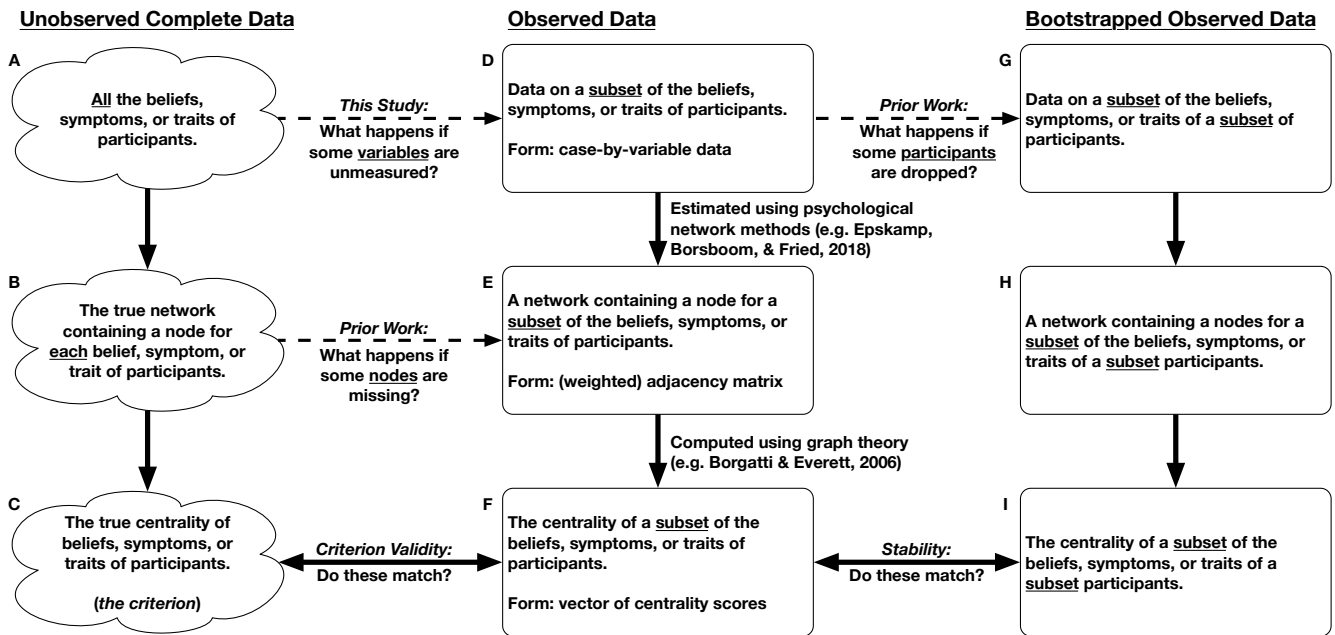 Unobserved Complete Data
Observed Data
Bootstrapped Observed Data
A
All the beliefs,
symptoms, or traits of
participants.
This Study:
What happens if
some variables are
unmeasured?
D
Data on a subset of the beliefs,
symptoms, or traits of participants.
Form: case-by-variable data
Prior Work:
What happens if
some participants
are dropped?
G
Data on a subset of the beliefs,
symptoms, or traits of a subset of
participants.
Estimated using psychological
network methods (e.g. Epskamp,
Borsboom, & Fried, 2018)
B
The true network
containing a node for
each belief, symptom, or
trait of participants.
Prior Work:
What happens if
some nodes are
missing?
E
A network containing a node for a
subset of the beliefs, symptoms, or
traits of participants.
Form: (weighted) adjacency matrix
H
A network containing a nodes for a
subset of the beliefs, symptoms, or
traits of a subset participants.
Computed using graph theory
(e.g. Borgatti & Everett, 2006)
C
The true centrality of
beliefs, symptoms, or
traits of participants.
(the criterion)
Criterion Validity:
Do these match?
F
The centrality of a subset of the
beliefs, symptoms, or traits of
participants.
Form: vector of centrality scores
Stability:
Do these match?
I
The centrality of a subset of the
beliefs, symptoms, or traits of a
subset participants.